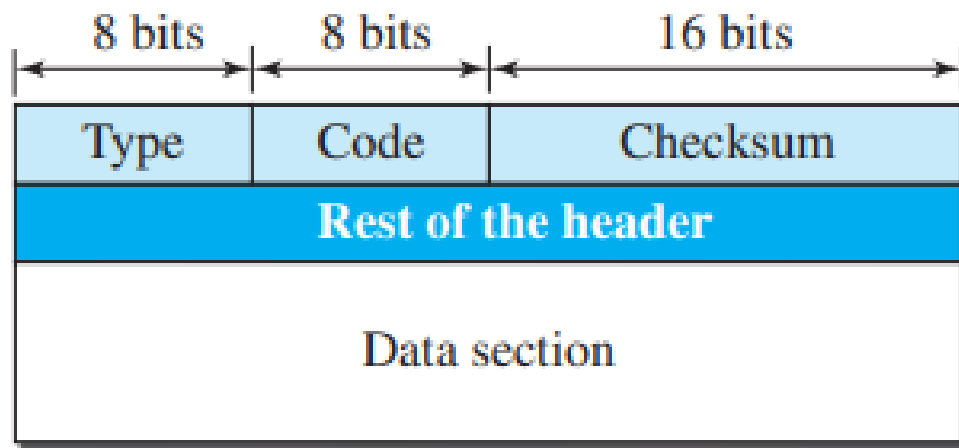 8 bits 8 bits 16 bits
Type Code Checksum
Rest of the header
Data section